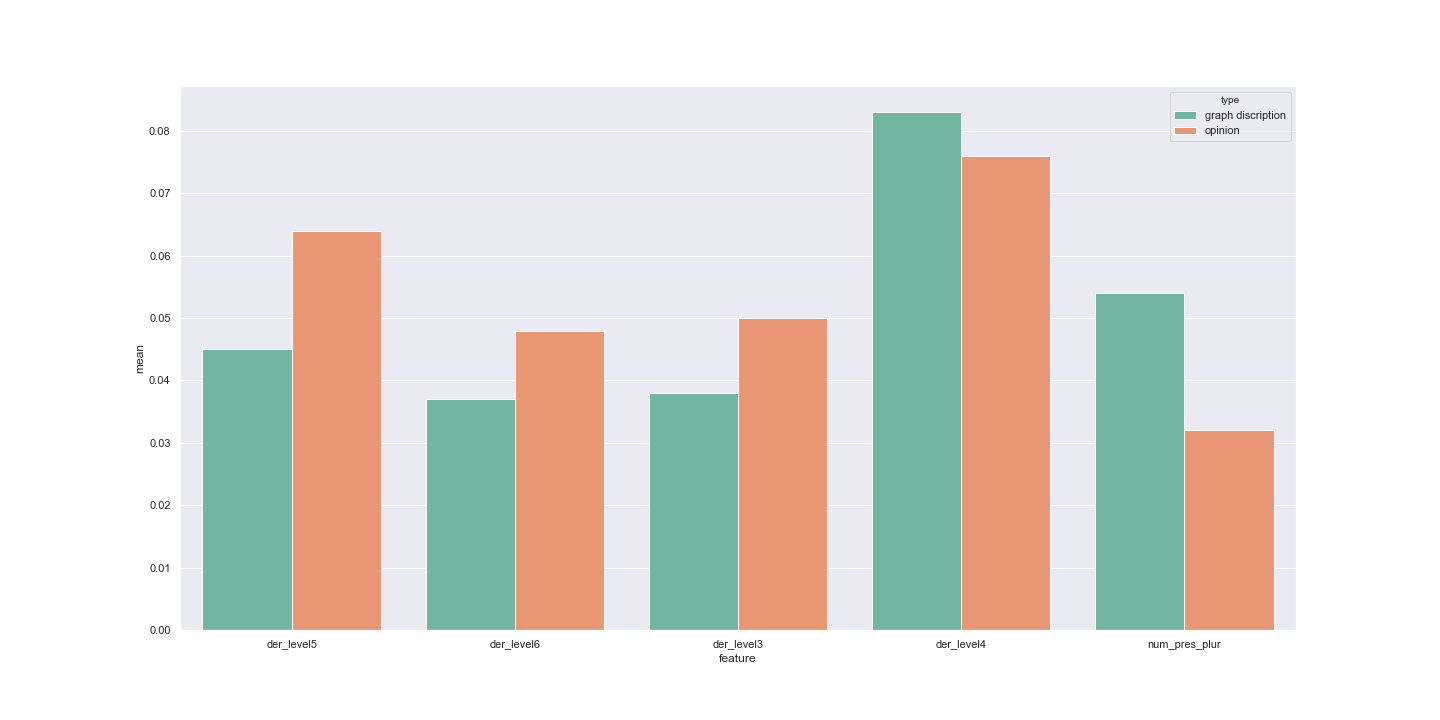 type
graph discription
opinion
0.08
0.07
0.06
0.05
0.04
0.03
0.02
0.01
0.00
mean
der_level5 der_level6 der_level3 der_level4 num_pres_plur
feature